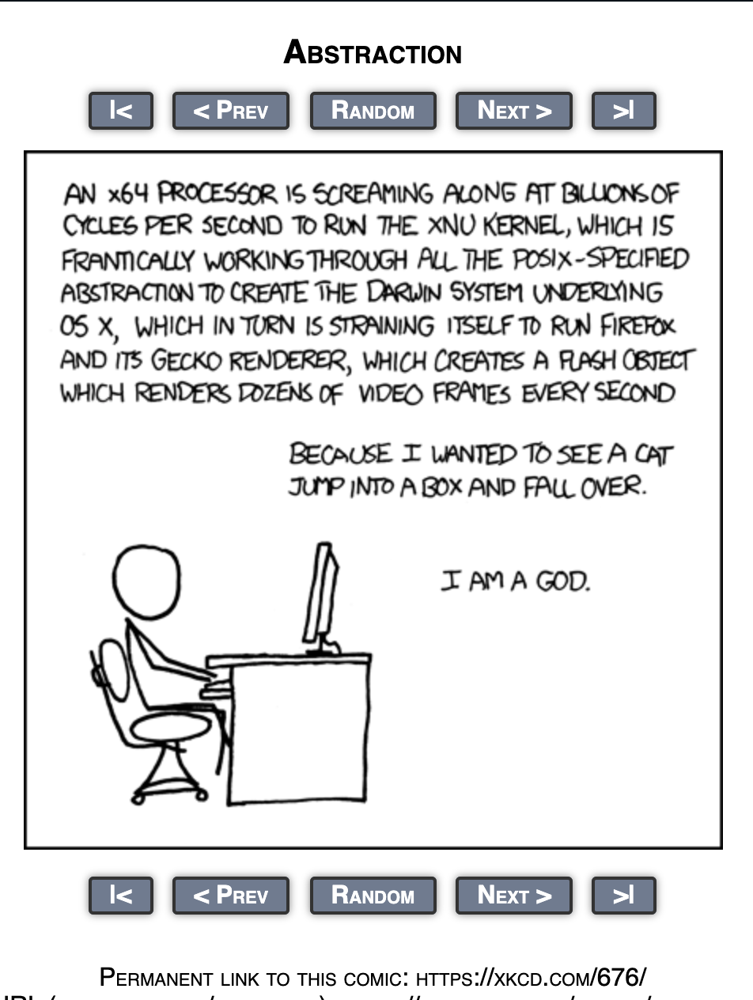 Abstraction
|<
< Prev
Random
Next >
>|
AN x64 PROCESSOR IS SCREAMING ALONG AT BILLIONS OF
CYCLES PER SECOND TO RUN THE XNU KERNEL, WHICH IS
FRANTICALLY WORKING THROUGH ALL THE POSIX-SPECIFIED
ABSTRACTION TO CREATE THE DARWIN SYSTEM UNDERLYING
OS X, WHICH IN TURN IS STRAINING ITSELF TO RUN FIREFOX
AND ITS GECKO RENDERER, WHICH CREATES A FLASH OBJECT
WHICH RENDERS DOZENS OF VIDEO FRAMES EVERY SECOND
BECAUSE I WANTED TO SEE A CAT
JUMP INTO A BOX AND FALL OVER.
I AM A GOD.
|<
< Prev
Random
Next >
>|
Permanent link to this comic: https://xkcd.com/676/